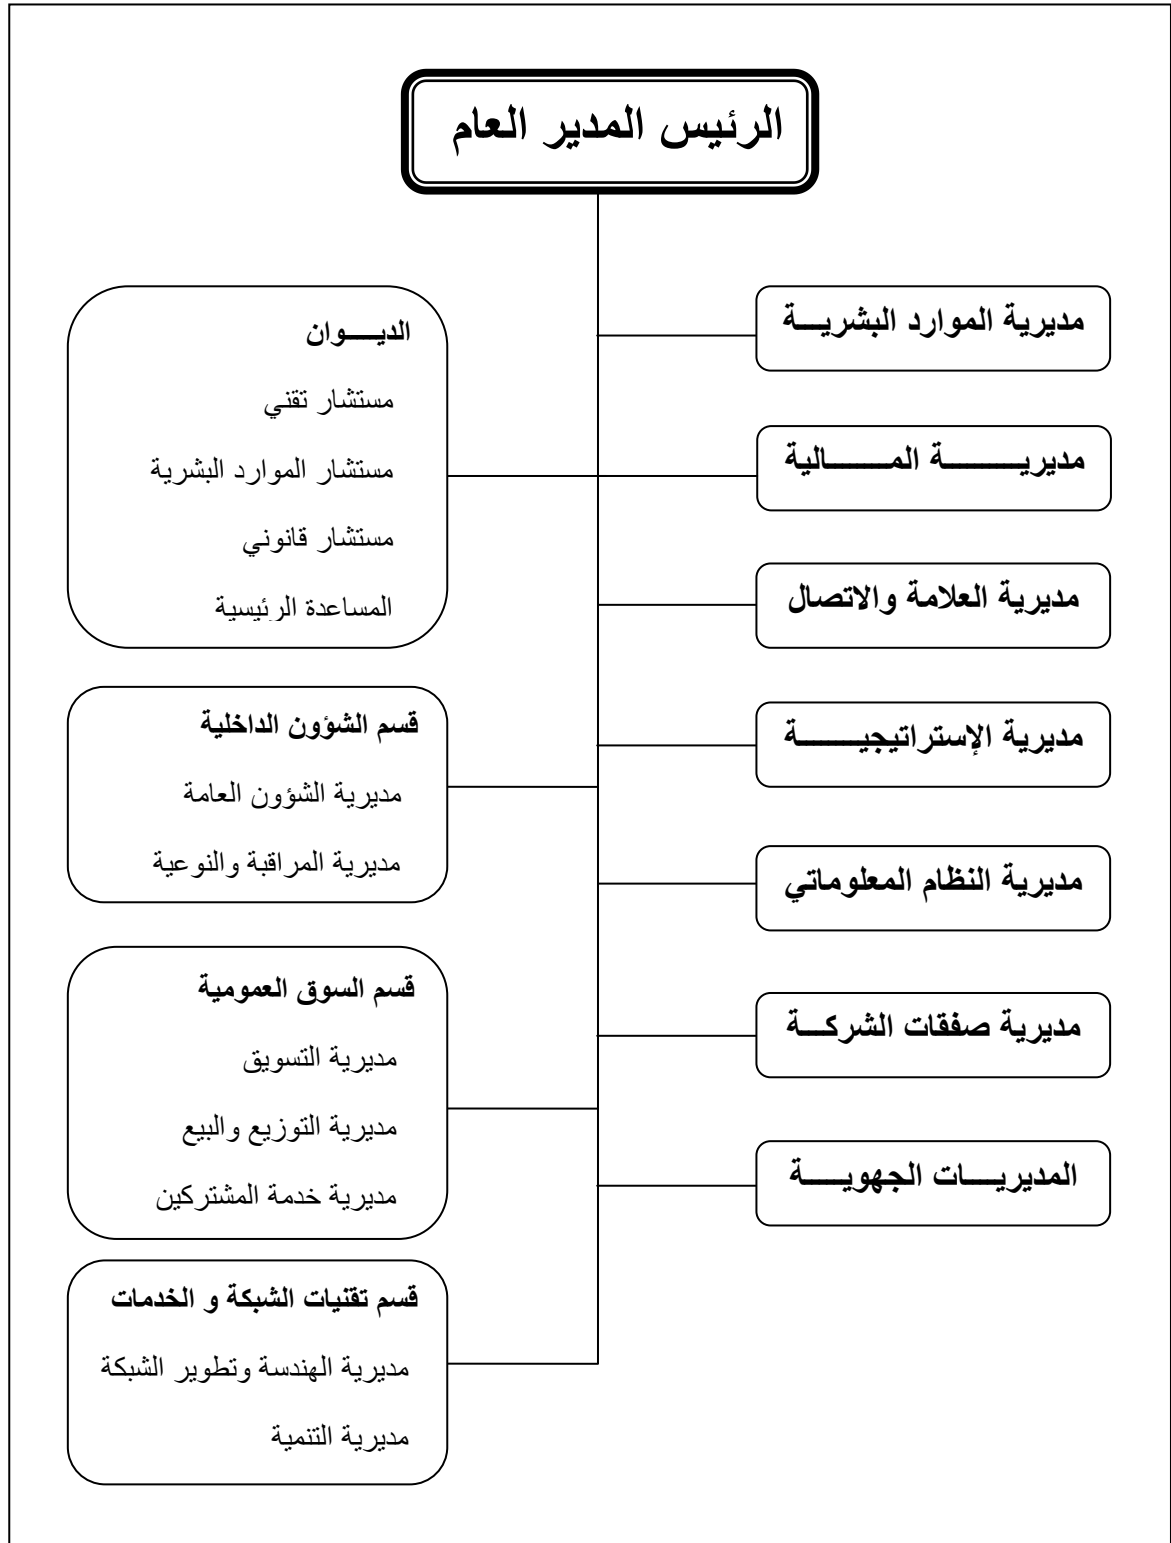 الرئيس المدير العام
مديرية الموارد البشريـــة
مديريـــــــة المـــــالية
مديرية العلامة والاتصال
مديرية الإستراتيجيـــــــة
مديرية النظام المعلوماتي
مديرية صفقات الشركـــة
المديريـــات الجهويـــــة
الديــــوان
مستشار تقني
مستشار الموارد البشرية
مستشار قانوني
المساعدة الرئيسية
قسم الشؤون الداخلية
مديرية الشؤون العامة
مديرية المراقبة والنوعية
قسم السوق العمومية
مديرية التسويق
مديرية التوزيع والبيع
مديرية خدمة المشتركين
قسم تقنيات الشبكة و الخدمات
مديرية الهندسة وتطوير الشبكة
مديرية التنمية